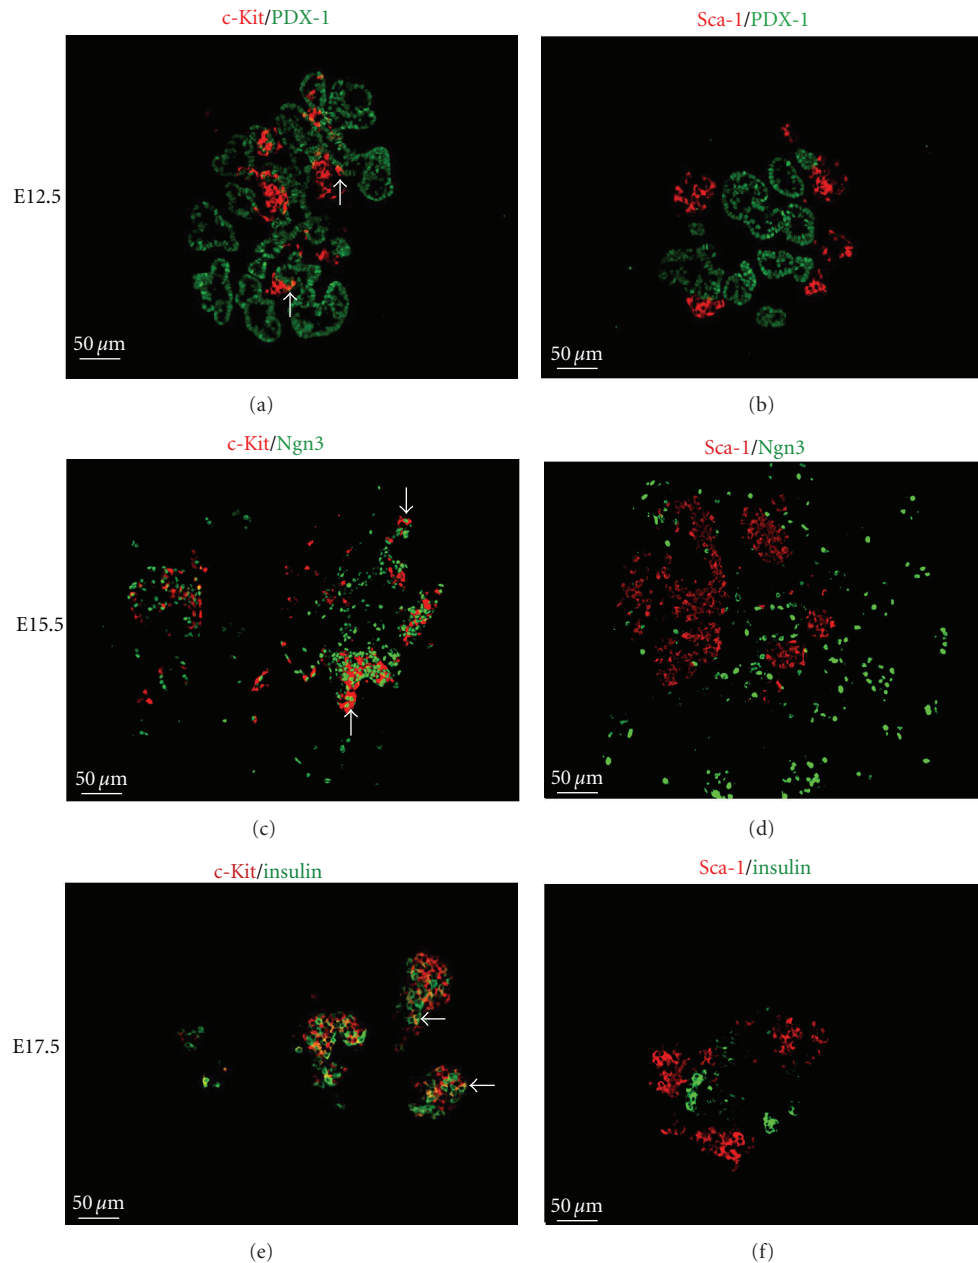 c-Kit/PDX-1
Sca-1/PDX-1
E12.5
50 µm
50 µm
(a)
(b)
c-Kit/Ngn3
Sca-1/Ngn3
E15.5
50 µm
50 µm
(c)
(d)
c-Kit/insulin
Sca-1/insulin
E17.5
50 µm
50 µm
(e)
(f)